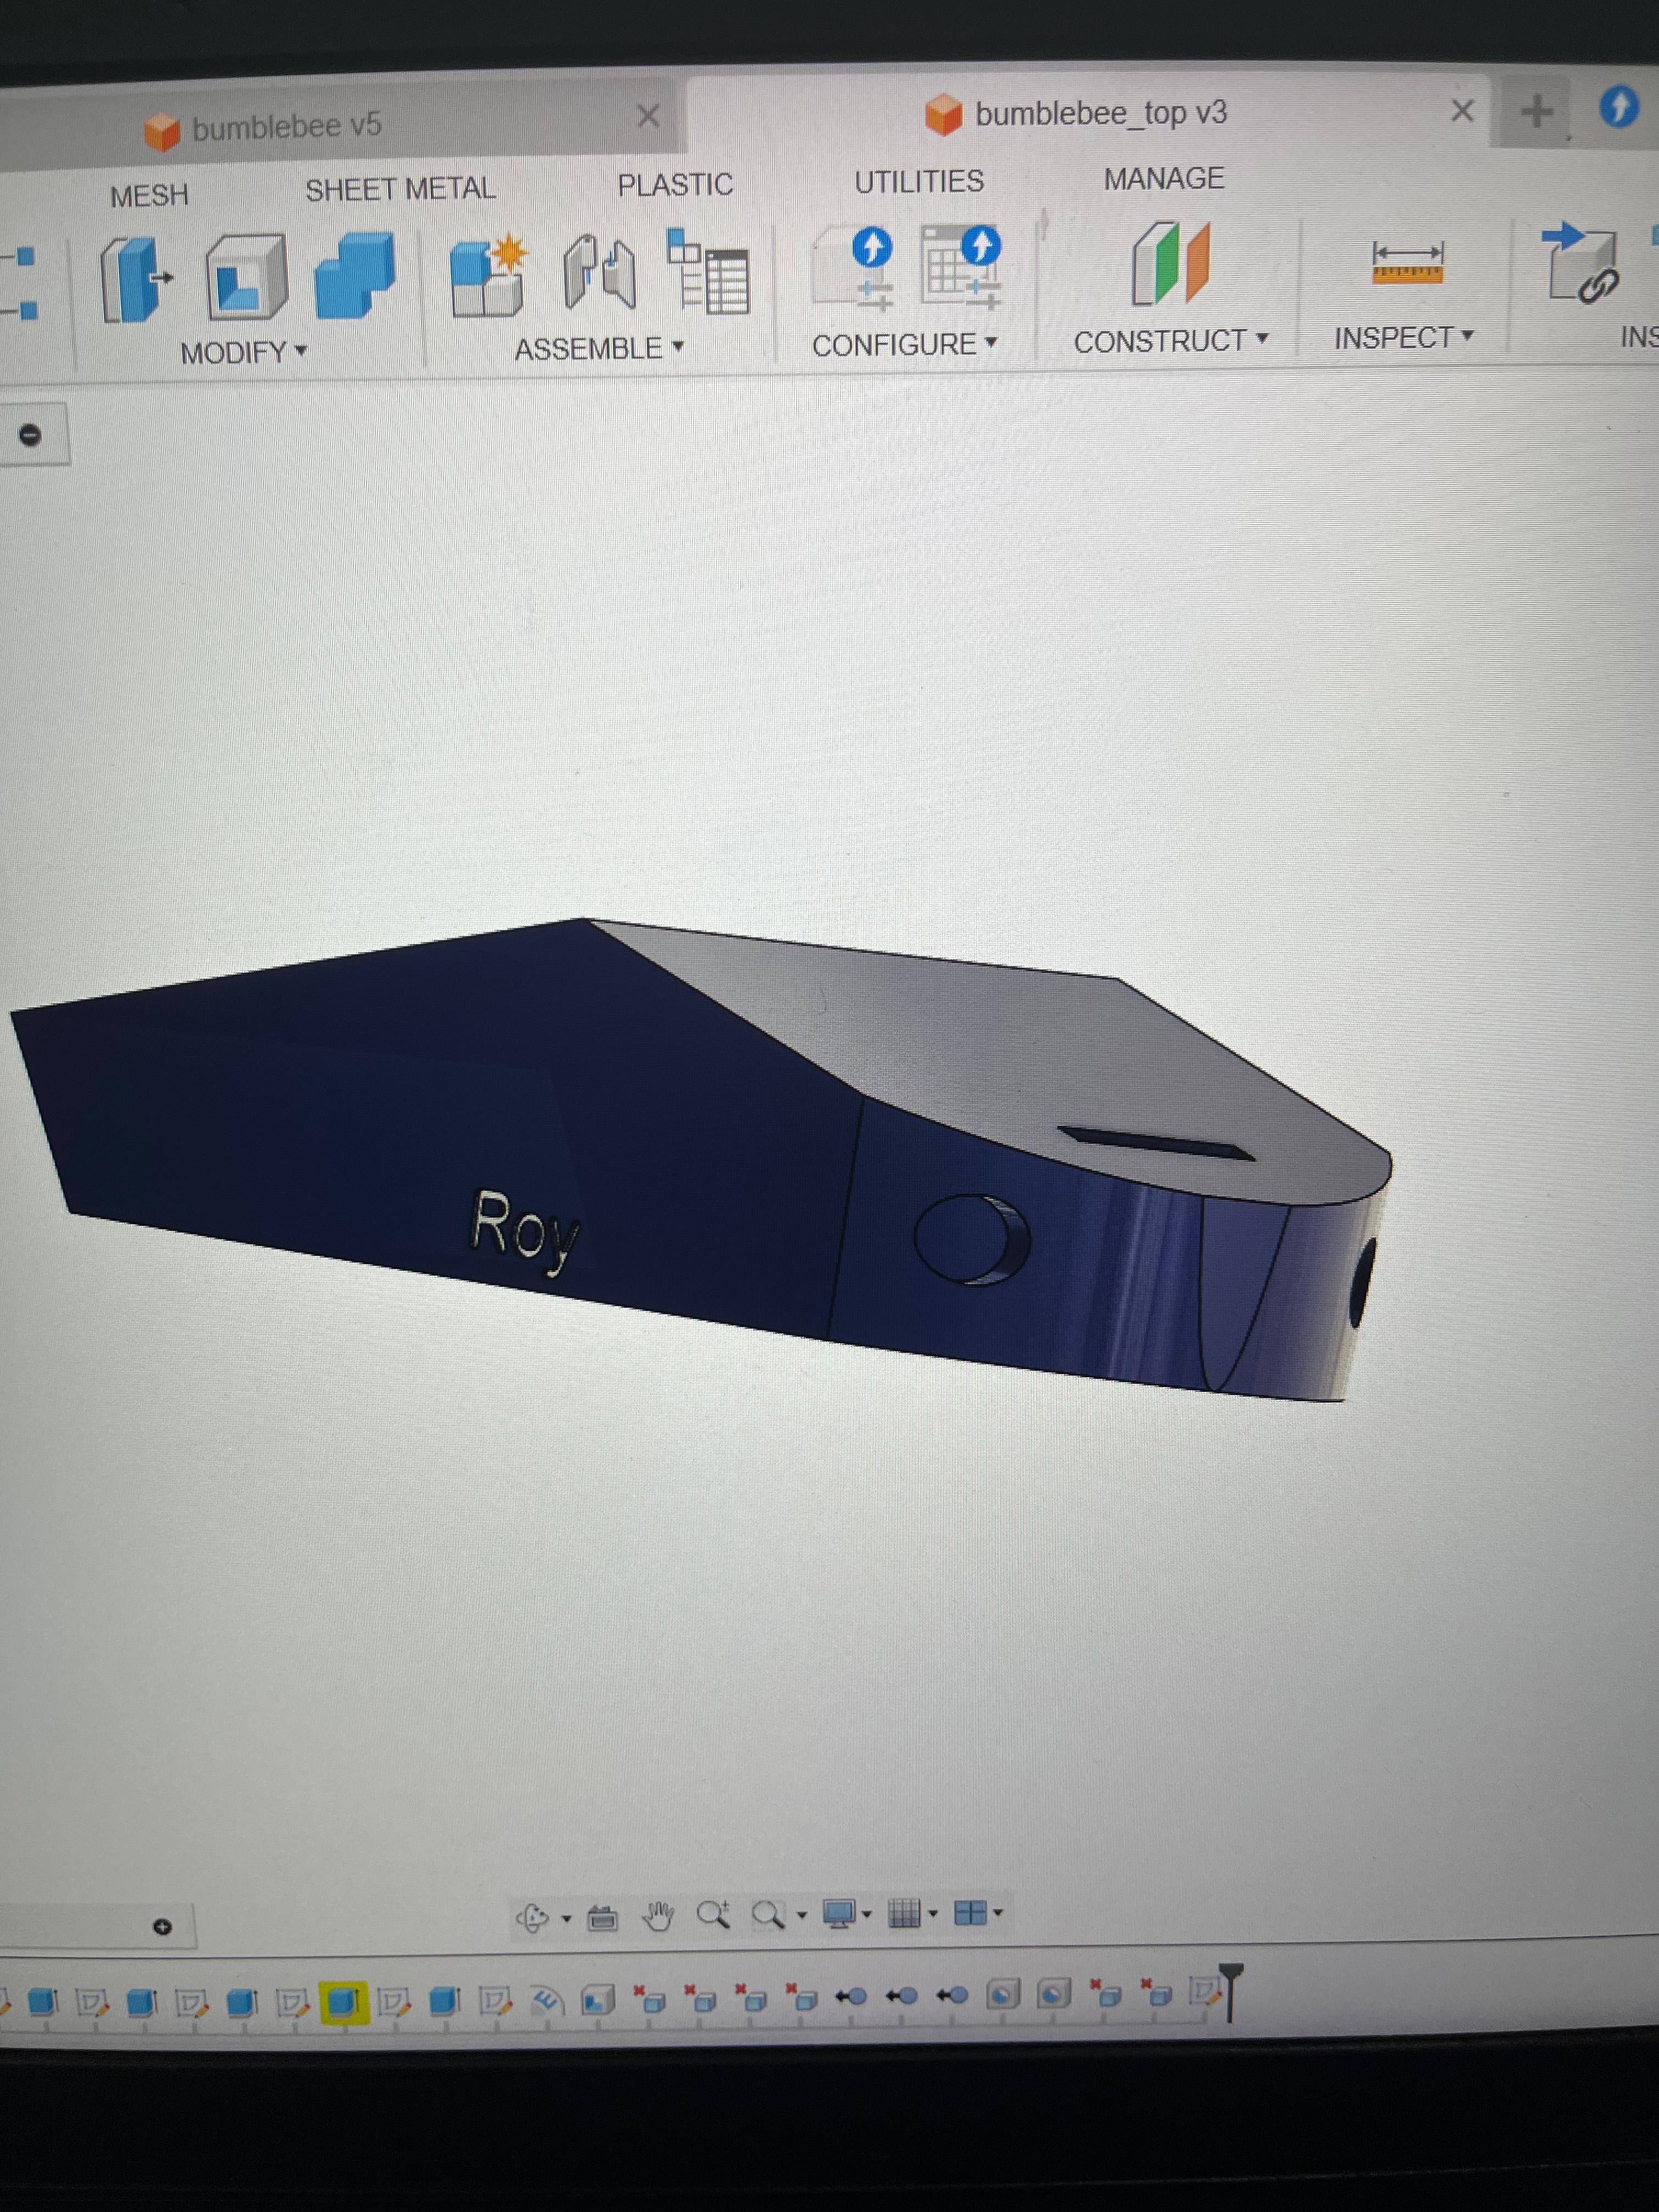 bumblebee v5
bumblebee_top v3
MESH
SHEET METAL
PLASTIC
UTILITIES
MANAGE
MODIFY
ASSEMBLE
CONFIGURE
CONSTRUCT
INSPECT
INS
Roy